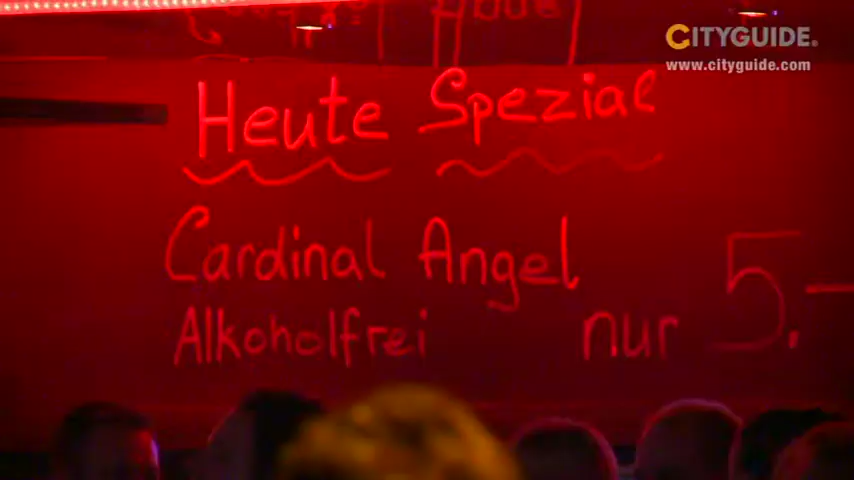 CITYGUIDE.
www.cityguide.com
Heute Spezial
Cardinal Angel
Alkoholfrei nur 5.-